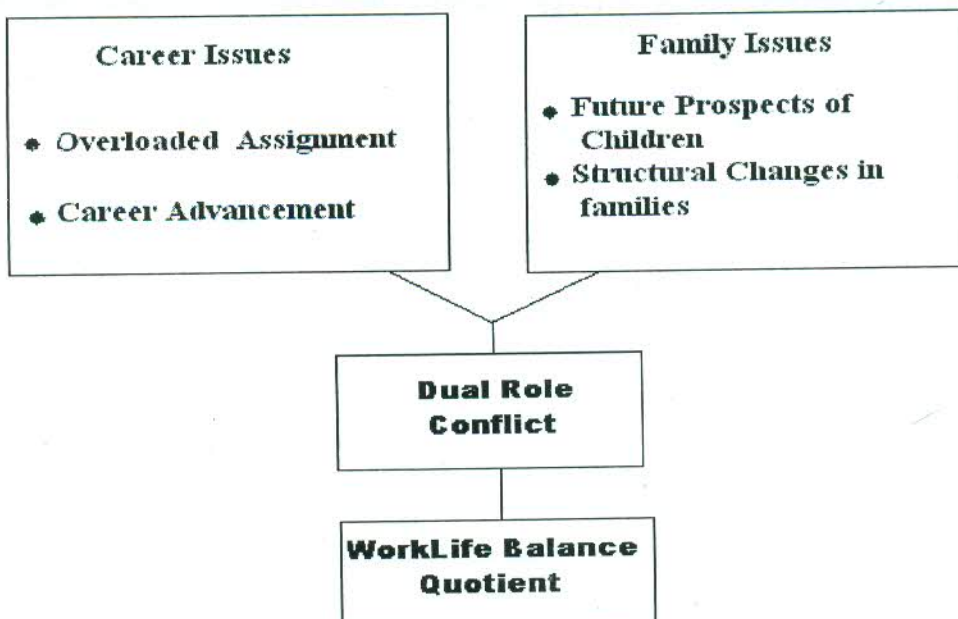 Career Issues
● Overloaded Assignment
● Career Advancement
Family Issues
● Future Prospects of
Children
● Structural Changes in
families
Dual Role
Conflict
WorkLife Balance
Quotient